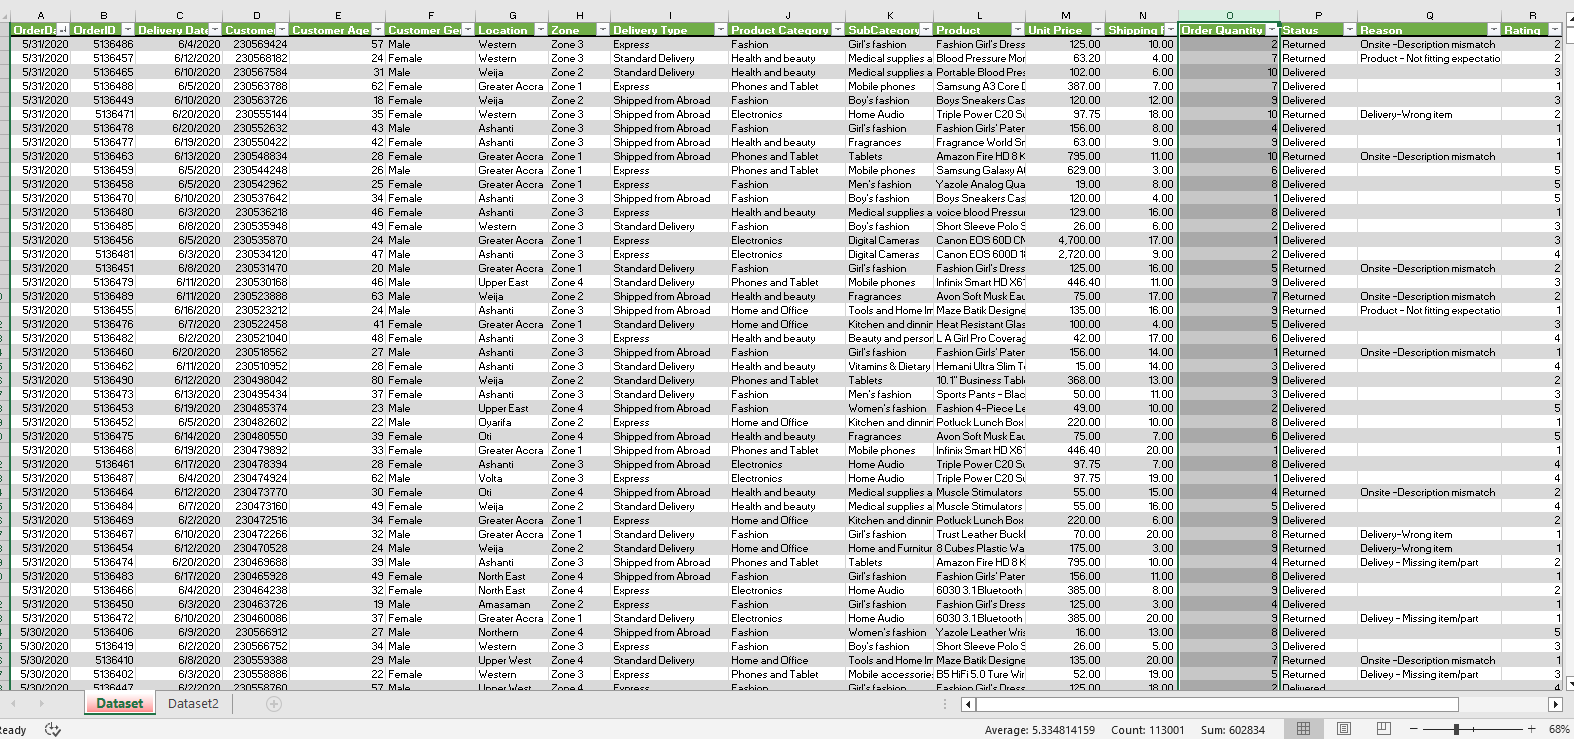 A B C D E F G H I J K L M N O P Q R
OrderDa OrderID Delivery Date Customer Customer Age Customer Ge Location Zone Delivery Type Product Category SubCategory Product Unit Price Shipping Order Quantity Status Reason Rating
5/31/2020 5136486 6/4/2020 230569424 57 Male Western Zone 3 Express Fashion Girl's fashion Fashion Girl's Dress 125.00 10.00 2 Returned Onsite -Description mismatch 2
5/31/2020 5136457 6/12/2020 230568182 24 Female Western Zone 3 Standard Delivery Health and beauty Medical supplies a Blood Pressure Mor 63.20 4.00 7 Returned Product - Not fitting expectatio 2
5/31/2020 5136465 6/10/2020 230567584 31 Male Weija Zone 2 Standard Delivery Health and beauty Medical supplies a Portable Blood Pres 102.00 6.00 10 Delivered 3
5/31/2020 5136488 6/5/2020 230563788 62 Female Greater Accra Zone 1 Express Phones and Tablet Mobile phones Samsung A3 Core 387.00 7.00 7 Delivered 1
5/31/2020 5136449 6/10/2020 230563726 18 Female Weija Zone 2 Shipped from Abroad Fashion Boy's fashion Boys Sneakers Cas 120.00 12.00 9 Delivered 3
5/31/2020 5136471 6/20/2020 230555144 35 Female Western Zone 3 Shipped from Abroad Electronics Home Audio Triple Power C20 Su 97.75 18.00 10 Returned Delivery-Wrong item 2
5/31/2020 5136478 6/20/2020 230552632 43 Male Ashanti Zone 3 Shipped from Abroad Fashion Girl's fashion Fashion Girls' Pater 156.00 8.00 4 Delivered 1
5/31/2020 5136477 6/19/2020 230550422 42 Female Ashanti Zone 3 Shipped from Abroad Health and beauty Fragrances Fragrance World Sr 63.00 9.00 9 Delivered 1
5/31/2020 5136463 6/13/2020 230548834 28 Female Greater Accra Zone 1 Shipped from Abroad Phones and Tablet Tablets Amazon Fire HD 8 K 795.00 11.00 10 Returned Onsite -Description mismatch 1
5/31/2020 5136459 6/5/2020 230544248 26 Male Greater Accra Zone 1 Express Phones and Tablet Mobile phones Samsung Galaxy 629.00 3.00 6 Delivered 5
5/31/2020 5136458 6/5/2020 230542962 25 Female Greater Accra Zone 1 Express Fashion Men's fashion Yazole Analog Qua 19.00 8.00 8 Delivered 5
5/31/2020 5136470 6/10/2020 230537642 34 Female Ashanti Zone 3 Shipped from Abroad Fashion Boy's fashion Boys Sneakers Cas 120.00 4.00 1 Delivered 5
5/31/2020 5136480 6/3/2020 230536218 46 Female Ashanti Zone 3 Express Health and beauty Medical supplies a voice blood Pressur 129.00 16.00 8 Delivered 1
5/31/2020 5136485 6/8/2020 230535948 49 Female Western Zone 3 Standard Delivery Fashion Boy's fashion Short Sleeve Polo S 26.00 6.00 2 Delivered 3
5/31/2020 5136456 6/5/2020 230535870 24 Male Greater Accra Zone 1 Express Electronics Digital Cameras Canon EOS 60D 4,700.00 17.00 1 Delivered 3
5/31/2020 5136481 6/3/2020 230534120 47 Male Ashanti Zone 3 Express Electronics Digital Cameras Canon EOS 600D 2,720.00 9.00 2 Delivered 4
5/31/2020 5136451 6/8/2020 230531470 20 Male Greater Accra Zone 1 Standard Delivery Fashion Girl's fashion Fashion Girl's Dress 125.00 16.00 5 Returned Onsite -Description mismatch 2
5/31/2020 5136479 6/11/2020 230530168 46 Male Upper East Zone 4 Standard Delivery Phones and Tablet Mobile phones Infinix Smart HD X6 446.40 11.00 9 Delivered 3
5/31/2020 5136489 6/11/2020 230523888 63 Male Weija Zone 2 Shipped from Abroad Health and beauty Fragrances Avon Soft Musk Eau 75.00 17.00 7 Returned Onsite -Description mismatch 2
5/31/2020 5136455 6/16/2020 230523212 24 Male Ashanti Zone 3 Shipped from Abroad Home and Office Tools and Home Im Maze Batik Designe 135.00 16.00 9 Returned Product - Not fitting expectatio 1
5/31/2020 5136476 6/7/2020 230522458 41 Female Greater Accra Zone 1 Standard Delivery Home and Office Kitchen and dinnin Heat Resistant Glas 100.00 4.00 5 Delivered 3
5/31/2020 5136482 6/2/2020 230521040 48 Female Ashanti Zone 3 Express Health and beauty Beauty and person L A Girl Pro Coverag 42.00 17.00 6 Delivered 4
5/31/2020 5136460 6/20/2020 230518562 27 Male Ashanti Zone 3 Shipped from Abroad Fashion Girl's fashion Fashion Girls' Pater 156.00 14.00 1 Returned Onsite -Description mismatch 1
5/31/2020 5136462 6/11/2020 230510952 28 Female Ashanti Zone 3 Shipped from Abroad Health and beauty Vitamins & Dietary Hemani Ultra Slim T 15.00 14.00 3 Delivered 4
5/31/2020 5136490 6/12/2020 230498042 80 Female Weija Zone 2 Standard Delivery Phones and Tablet Tablets 10.1" Business Tabl 368.00 13.00 9 Delivered 2
5/31/2020 5136473 6/13/2020 230495434 37 Female Ashanti Zone 3 Standard Delivery Fashion Men's fashion Sports Pants - Blac 50.00 11.00 3 Delivered 3
5/31/2020 5136453 6/19/2020 230485374 23 Male Upper East Zone 4 Shipped from Abroad Fashion Women's fashion Fashion 4-Piece Le 49.00 10.00 2 Delivered 5
5/31/2020 5136452 6/5/2020 230482602 22 Male Oyarifa Zone 2 Express Home and Office Kitchen and dinnin Potluck Lunch Box 220.00 10.00 8 Delivered 1
5/31/2020 5136475 6/14/2020 230480550 39 Female Oti Zone 4 Shipped from Abroad Health and beauty Fragrances Avon Soft Musk Eau 75.00 7.00 6 Delivered 5
5/31/2020 5136468 6/19/2020 230479892 33 Female Greater Accra Zone 1 Shipped from Abroad Phones and Tablet Mobile phones Infinix Smart HD X6 446.40 20.00 1 Delivered 1
5/31/2020 5136461 6/17/2020 230478394 28 Female Ashanti Zone 3 Shipped from Abroad Electronics Home Audio Triple Power C20 Su 97.75 7.00 8 Delivered 4
5/31/2020 5136487 6/4/2020 230474924 62 Male Volta Zone 3 Express Electronics Home Audio Triple Power C20 Su 97.75 19.00 1 Delivered 4
5/31/2020 5136464 6/12/2020 230473770 30 Female Oti Zone 4 Shipped from Abroad Health and beauty Medical supplies a Muscle Stimulators 55.00 15.00 4 Returned Onsite -Description mismatch 2
5/31/2020 5136484 6/7/2020 230473160 49 Female Weija Zone 2 Standard Delivery Health and beauty Medical supplies a Muscle Stimulators 55.00 16.00 5 Delivered 4
5/31/2020 5136469 6/2/2020 230472516 34 Female Greater Accra Zone 1 Express Home and Office Kitchen and dinnin Potluck Lunch Box 220.00 6.00 9 Delivered 2
5/31/2020 5136467 6/10/2020 230472266 32 Male Greater Accra Zone 1 Standard Delivery Fashion Girl's fashion Trust Leather Buckl 70.00 20.00 8 Returned Delivery-Wrong item 1
5/31/2020 5136454 6/12/2020 230470528 24 Male Weija Zone 2 Standard Delivery Home and Office Home and Furnitur 8 Cubes Plastic Wa 175.00 3.00 9 Returned Delivery-Wrong item 1
5/31/2020 5136474 6/20/2020 230469688 39 Male Ashanti Zone 3 Shipped from Abroad Phones and Tablet Tablets Amazon Fire HD 8 K 795.00 10.00 4 Returned Delivey - Missing item/part 2
5/31/2020 5136483 6/17/2020 230465928 49 Female North East Zone 4 Shipped from Abroad Fashion Girl's fashion Fashion Girls' Pater 156.00 11.00 8 Delivered 1
5/31/2020 5136466 6/4/2020 230464238 32 Female North East Zone 4 Express Electronics Home Audio 6030 3.1 Bluetooth 385.00 8.00 9 Delivered 2
5/31/2020 5136450 6/3/2020 230463726 19 Male Amasaman Zone 2 Express Fashion Girl's fashion Fashion Girl's Dress 125.00 3.00 4 Delivered 1
5/31/2020 5136472 6/10/2020 230460086 37 Female Greater Accra Zone 1 Standard Delivery Electronics Home Audio 6030 3.1 Bluetooth 385.00 20.00 9 Returned Delivey - Missing item/part 1
5/30/2020 5136406 6/9/2020 230566912 27 Male Northern Zone 4 Shipped from Abroad Fashion Women's fashion Yazole Leather Wris 16.00 13.00 8 Delivered 5
5/30/2020 5136419 6/2/2020 230566752 34 Male Western Zone 3 Express Fashion Boy's fashion Short Sleeve Polo S 26.00 5.00 3 Delivered 3
5/30/2020 5136410 6/8/2020 230559388 29 Male Upper West Zone 4 Standard Delivery Home and Office Tools and Home Im Maze Batik Designe 135.00 20.00 7 Returned Onsite -Description mismatch 1
5/30/2020 5136402 6/3/2020 230558886 22 Female Western Zone 3 Express Phones and Tablet Mobile accessorie: B5 HiFi 5.0 Ture Wir 52.00 19.00 5 Returned Delivey - Missing item/part 3
5/30/2020 5136447 6/2/2020 230558760 57 Male Upper West Zone 4 Express Fashion Girl's fashion Fashion Girl's Dress 125.00 18.00 2 Delivered 4
Dataset Dataset2
eady Average: 5.334814159 Count: 113001 Sum: 602834 68%